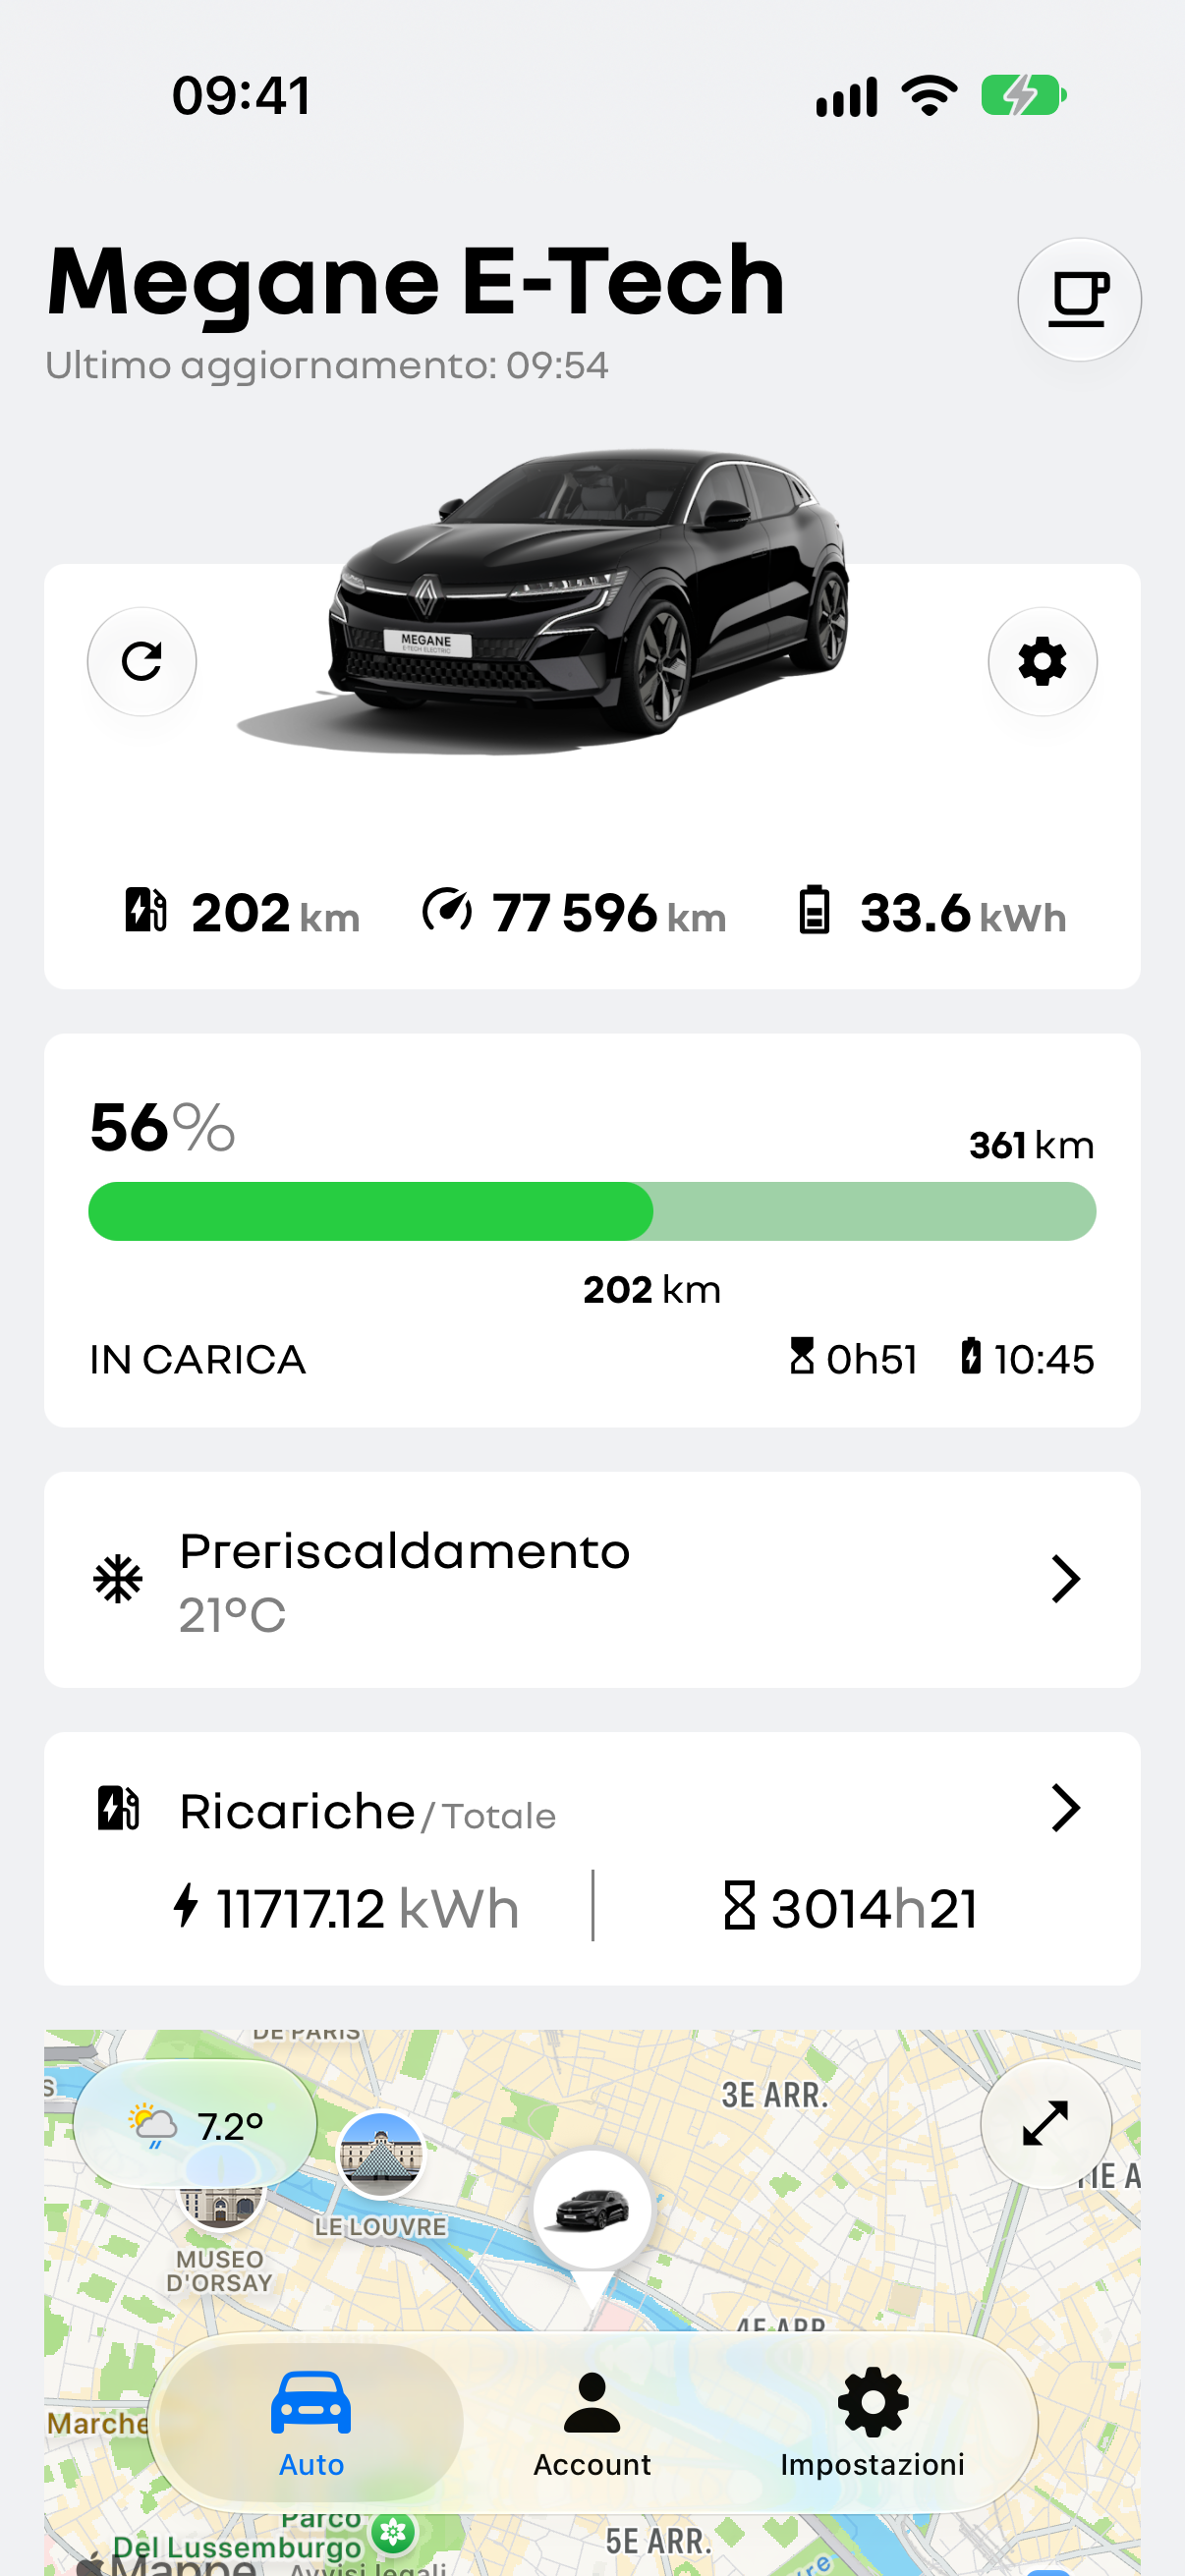 09:41
Megane E-Tech
Ultimo aggiornamento: 09:54
MEGANE
E-TECH ELECTRIC
202 km
77 596 km
33.6 kWh
56%
361 km
202 km
IN CARICA
0h51
10:45
Preriscaldamento
21°C
Ricariche / Totale
11717.12 kWh
3014h21
DE PARIS
3E ARR.
7.2°
LE LOUVRE
MUSEO
D'ORSAY
4E ARR.
Marche
Auto
Account
Impostazioni
Parco
Del Lussemburgo
5E ARR.
Mappe
Avvisi legali